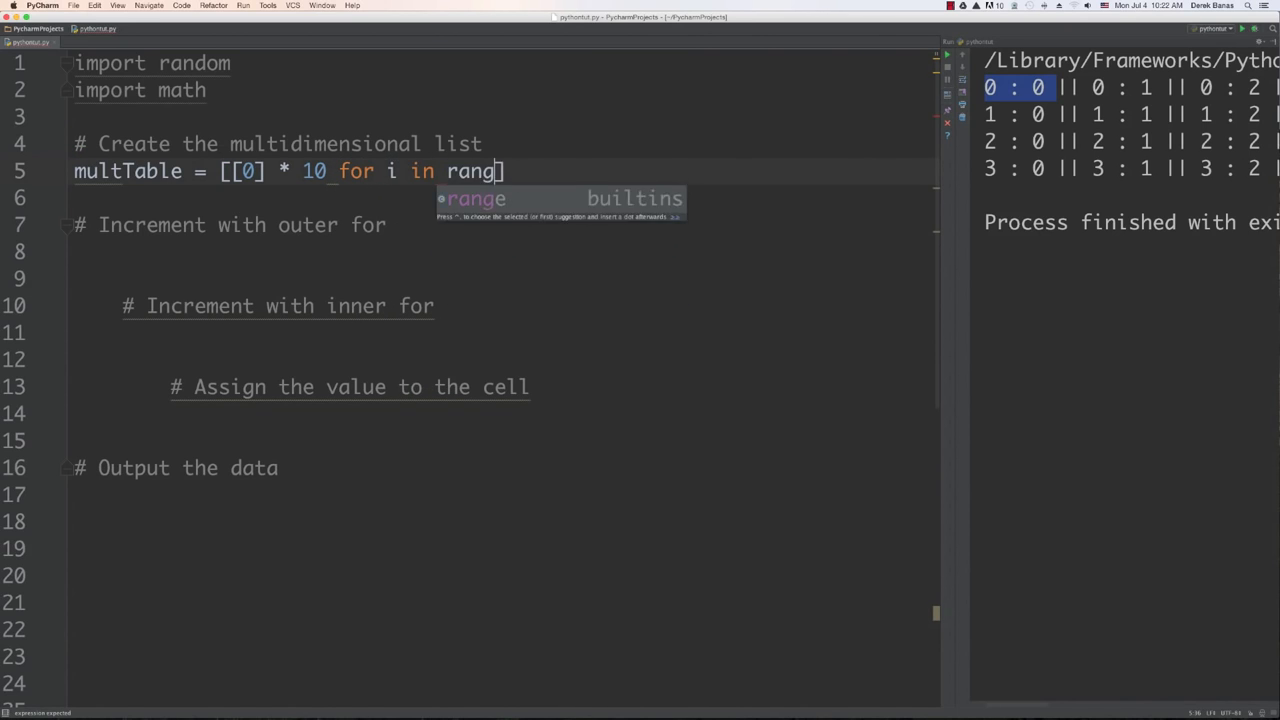 PyCharm File Edit View Navigate Code Refactor Run Tools VCS Window Help 10 Mon Jul 4 10:22 AM Derek Banas
pythontut.py - PycharmProjects - [~/PycharmProjects]
PycharmProjects pythontut.py pythontut
pythontut.py Run pythontut
1 import random
2 import math
3
4 # Create the multidimensional list
5 multTable = [[0] * 10 for i in rang]
range builtins
Press ^. to choose the selected (or first) suggestion and insert a dot afterwards >>
6
7 # Increment with outer for
8
9
10 # Increment with inner for
11
12
13 # Assign the value to the cell
14
15
16 # Output the data
17
18
19
20
21
22
23
24
/Library/Frameworks/Pytho
0 : 0 || 0 : 1 || 0 : 2 |
1 : 0 || 1 : 1 || 1 : 2 |
2 : 0 || 2 : 1 || 2 : 2 |
3 : 0 || 3 : 1 || 3 : 2 |
Process finished with exi
expression expected 5:36 LF‡ UTF-8‡